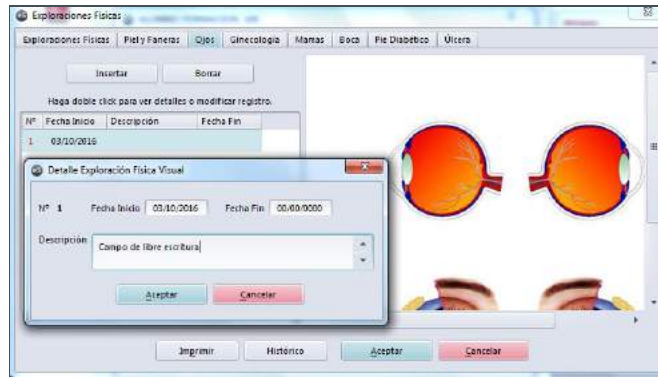 Exploraciones Físicas
Exploraciones Físicas Piel y Faneras Ojos Ginecología Mamas Boca Pie Diabético Úlcera
Insertar Borrar
Haga doble click para ver detalles o modificar registro.
Nº Fecha Inicio Descripción Fecha Fin
1 03/10/2016
Detalle Exploración Física Visual
Nº 1 Fecha Inicio 03/10/2016 Fecha Fin 00/00/0000
Descripción Campo de libre escritura
Aceptar Cancelar
Imprimir Histórico Aceptar Cancelar